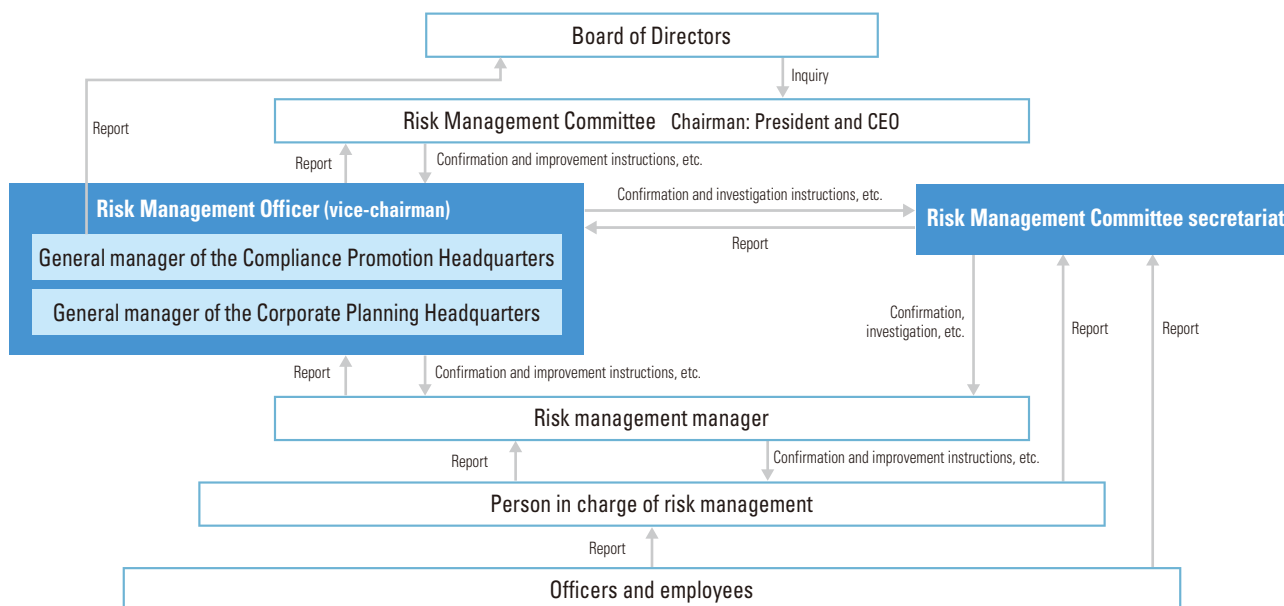 Board of Directors
Inquiry
Report
Risk Management Committee Chairman: President and CEO
Report
Confirmation and improvement instructions, etc.
Risk Management Officer (vice-chairman)
General manager of the Compliance Promotion Headquarters
General manager of the Corporate Planning Headquarters
Confirmation and investigation instructions, etc.
Report
Risk Management Committee secretariat
Confirmation,
investigation, etc.
Report
Report
Report
Confirmation and improvement instructions, etc.
Risk management manager
Report
Confirmation and improvement instructions, etc.
Person in charge of risk management
Report
Officers and employees